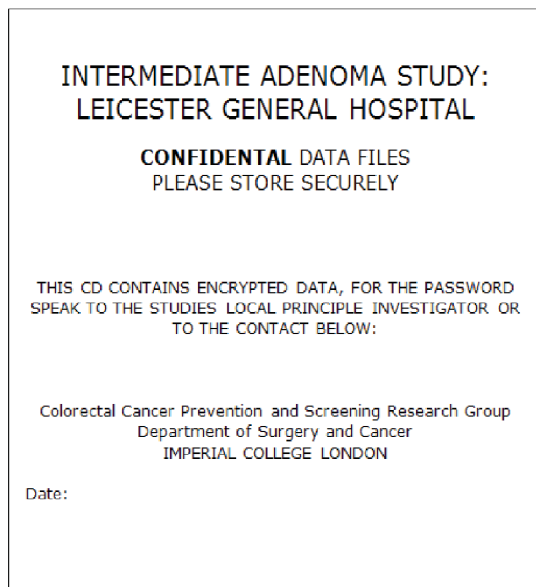 INTERMEDIATE ADENOMA STUDY:
LEICESTER GENERAL HOSPITAL
CONFIDENTAL DATA FILES
PLEASE STORE SECURELY
THIS CD CONTAINS ENCRYPTED DATA, FOR THE PASSWORD
SPEAK TO THE STUDIES LOCAL PRINCIPLE INVESTIGATOR OR
TO THE CONTACT BELOW:
Colorectal Cancer Prevention and Screening Research Group
Department of Surgery and Cancer
IMPERIAL COLLEGE LONDON
Date: